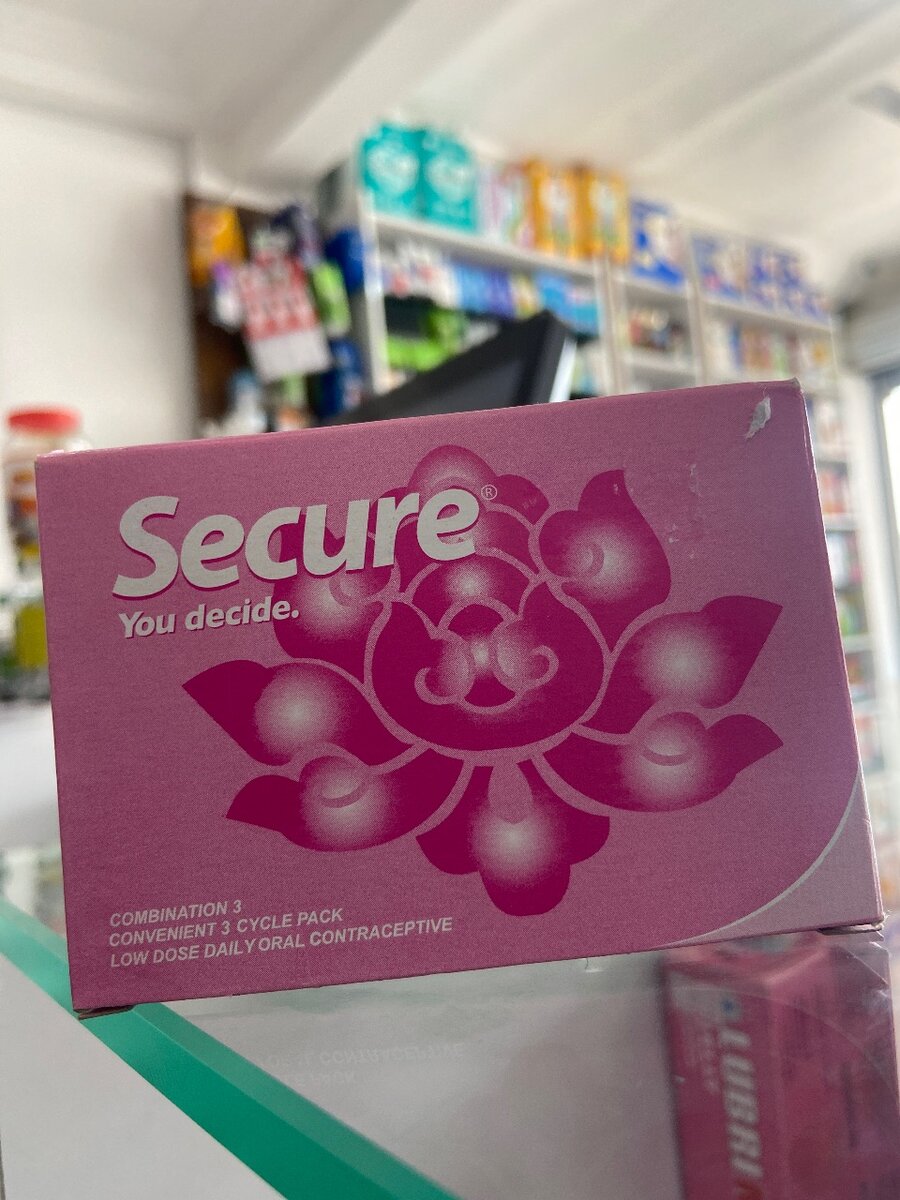 Secure®
You decide.
COMBINATION 3
CONVENIENT 3 CYCLE PACK
LOW DOSE DAILY ORAL CONTRACEPTIVE